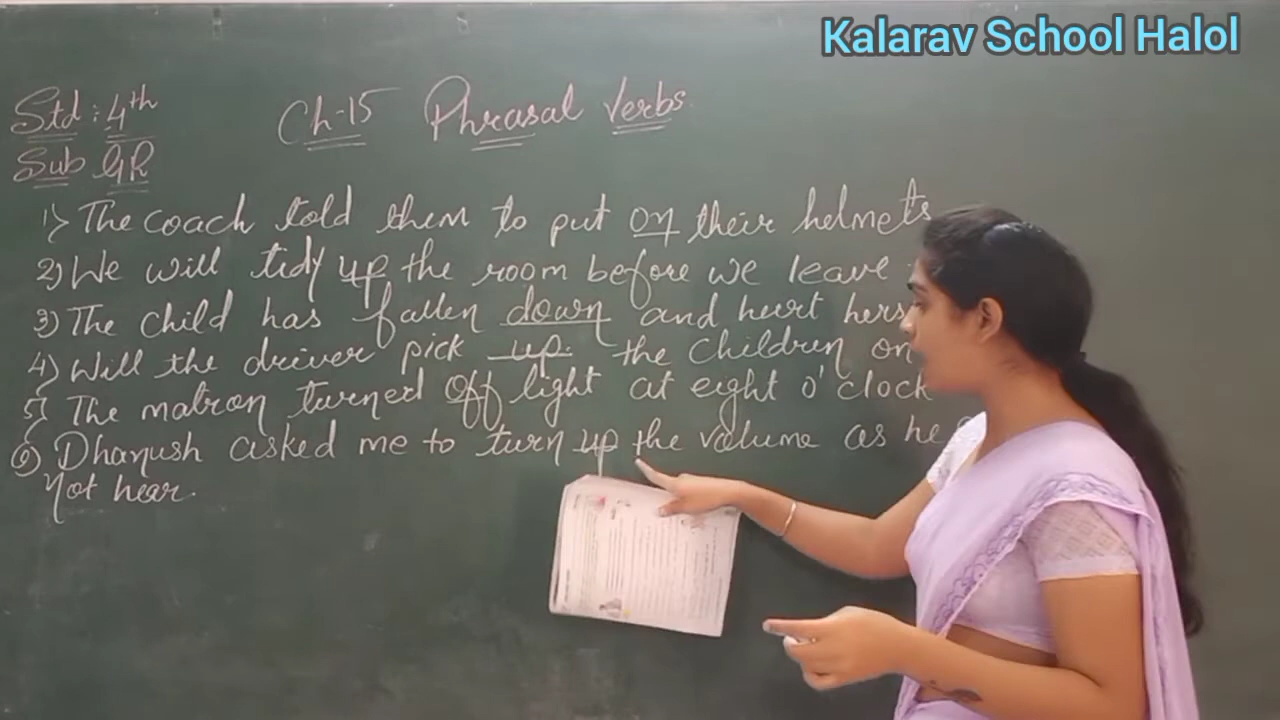 Kalarav School Halol
Std : 4th
Ch-15 Phrasal Verbs
Sub GR
1) The coach told them to put on their helmets
2) We will tidy up the room before we leave
3) The child has fallen down and heurt
4) Will the driver pick up. the children on
5) The matron turned off light at eight o'clock
6) Dhanush asked me to turn up the volume as he
not hear.